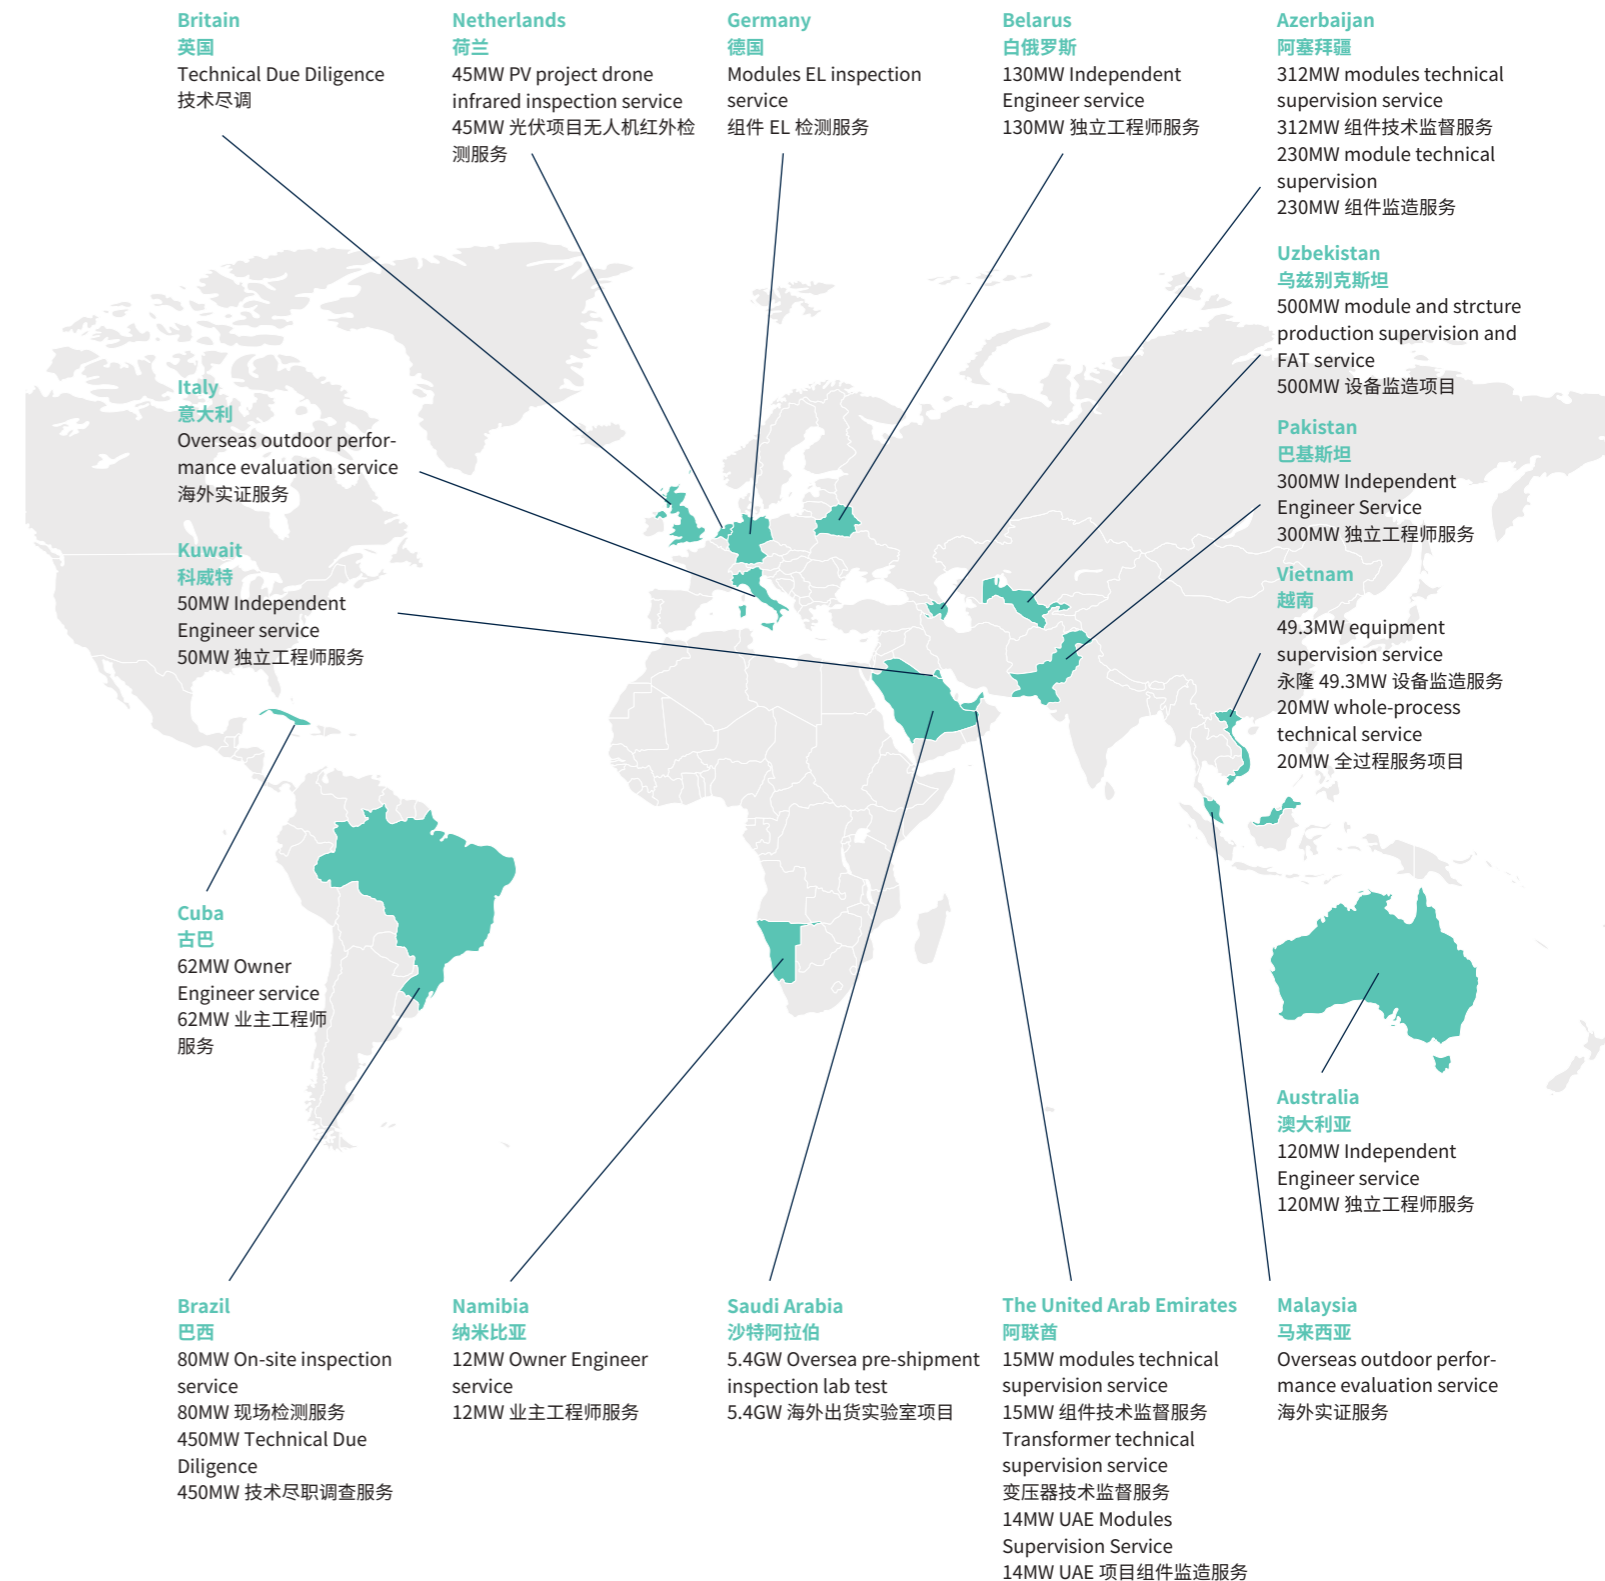 Britain
英国
Technical Due Diligence
技术尽调
Netherlands
荷兰
45MW PV project drone
infrared inspection service
45MW 光伏项目无人机红外检
测服务
Germany
德国
Modules EL inspection
service
组件 EL 检测服务
Belarus
白俄罗斯
130MW Independent
Engineer service
130MW 独立工程师服务
Azerbaijan
阿塞拜疆
312MW modules technical
supervision service
312MW 组件技术监督服务
230MW module technical
supervision
230MW 组件监造服务
Uzbekistan
乌兹别克斯坦
500MW module and strcture
production supervision and
FAT service
500MW 设备监造项目
Italy
意大利
Overseas outdoor perfor-
mance evaluation service
海外实证服务
Pakistan
巴基斯坦
300MW Independent
Engineer Service
300MW 独立工程师服务
Kuwait
科威特
50MW Independent
Engineer service
50MW 独立工程师服务
Vietnam
越南
49.3MW equipment
supervision service
永隆 49.3MW 设备监造服务
20MW whole-process
technical service
20MW 全过程服务项目
Cuba
古巴
62MW Owner
Engineer service
62MW 业主工程师
服务
Australia
澳大利亚
120MW Independent
Engineer service
120MW 独立工程师服务
Brazil
巴西
80MW On-site inspection
service
80MW 现场检测服务
450MW Technical Due
Diligence
450MW 技术尽职调查服务
Namibia
纳米比亚
12MW Owner Engineer
service
12MW 业主工程师服务
Saudi Arabia
沙特阿拉伯
5.4GW Oversea pre-shipment
inspection lab test
5.4GW 海外出货实验室项目
The United Arab Emirates
阿联酋
15MW modules technical
supervision service
15MW 组件技术监督服务
Transformer technical
supervision service
变压器技术监督服务
14MW UAE Modules
Supervision Service
14MW UAE 项目组件监造服务
Malaysia
马来西亚
Overseas outdoor perfor-
mance evaluation service
海外实证服务